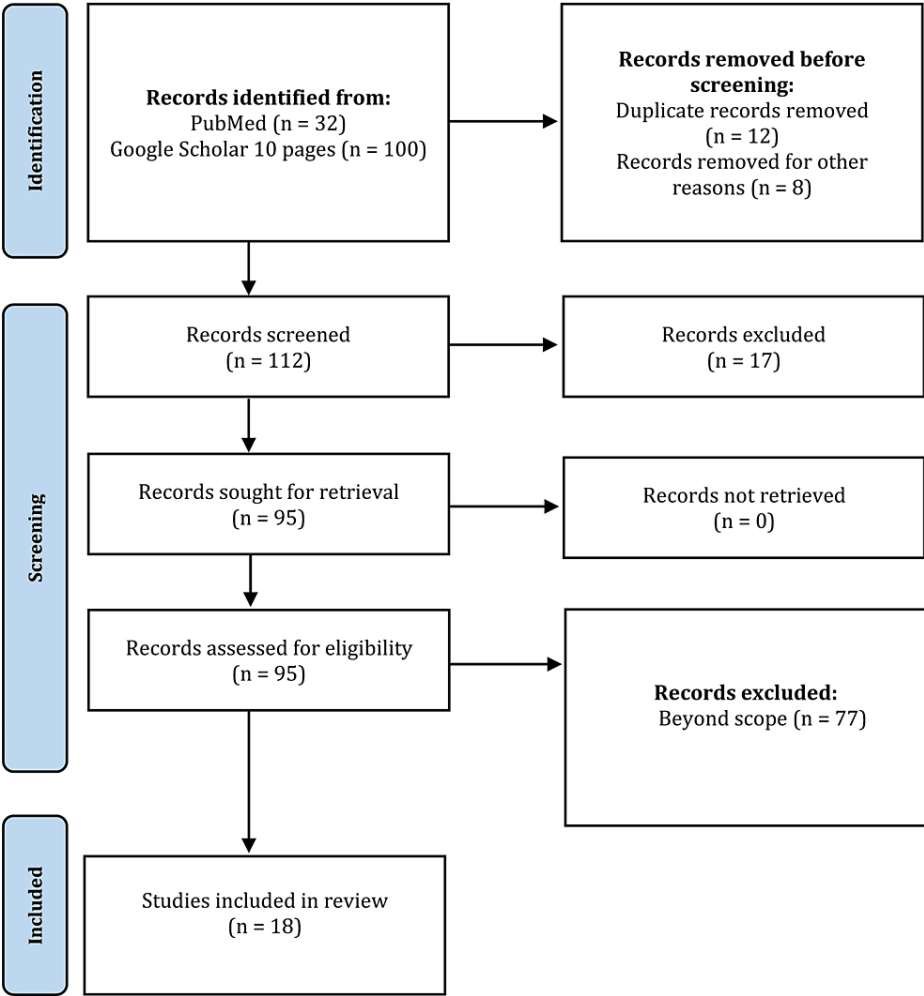 Identification
Records identified from:
PubMed (n = 32)
Google Scholar 10 pages (n = 100)
Records removed before
screening:
Duplicate records removed
(n = 12)
Records removed for other
reasons (n = 8)
Screening
Records screened
(n = 112)
Records excluded
(n = 17)
Records sought for retrieval
(n = 95)
Records not retrieved
(n = 0)
Records assessed for eligibility
(n = 95)
Records excluded:
Beyond scope (n = 77)
Included
Studies included in review
(n = 18)